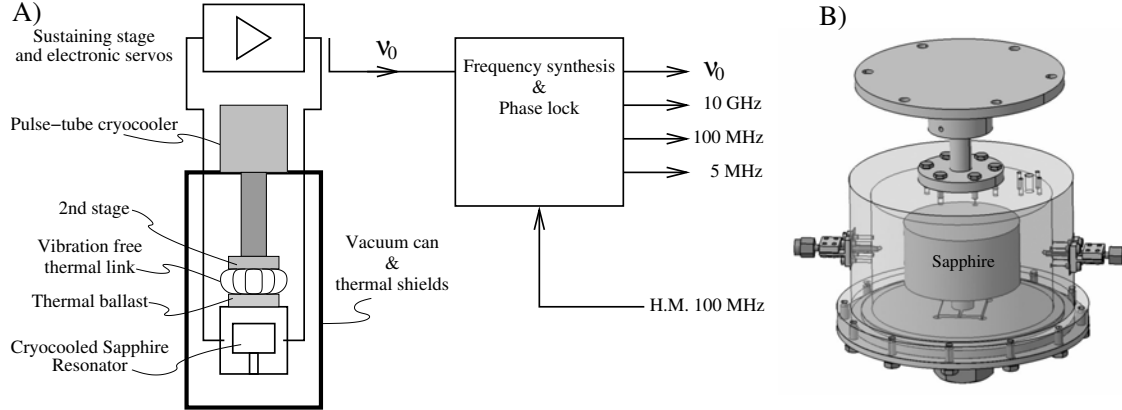 A)
Sustaining stage
and electronic servos
ν0
Frequency synthesis
&
Phase lock
ν0
10 GHz
100 MHz
5 MHz
Pulse−tube cryocooler
2nd stage
Vibration free
thermal link
Thermal ballast
Cryocooled Sapphire
Resonator
Vacuum can
&
thermal shields
H.M. 100 MHz
B)
Sapphire